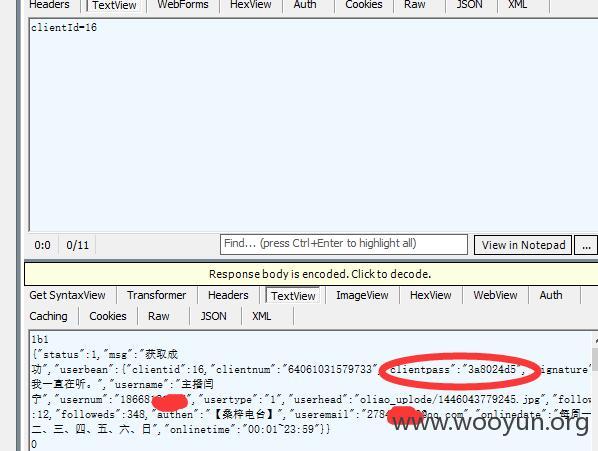 Headers TextView WebForms HexView Auth Cookies Raw JSON XML
clientId=16
0:0 0/11 Find... (press Ctrl+Enter to highlight all) View in Notepad ...
Response body is encoded. Click to decode.
Get SyntaxView Transformer Headers TextView ImageView HexView WebView Auth
Caching Cookies Raw JSON XML
1b1
{"status":1,"msg":"获取成
功","userbean":{"clientid":16,"clientnum":"64061031579733","clientpass":"3a8024d5","signature"
我一直在听。","username":"主播闫
宁","usernum":"18668 ","usertype":"1","userhead":"oliao_uplode/1446043779245.jpg","follow
:12,"followeds":348,"authen":"【桑梓电台】","useremail":"278 qq.com","onlinedate":"每周一
二、三、四、五、六、日","onlinetime":"00:01~23:59"}}
0
www.wooyun.org